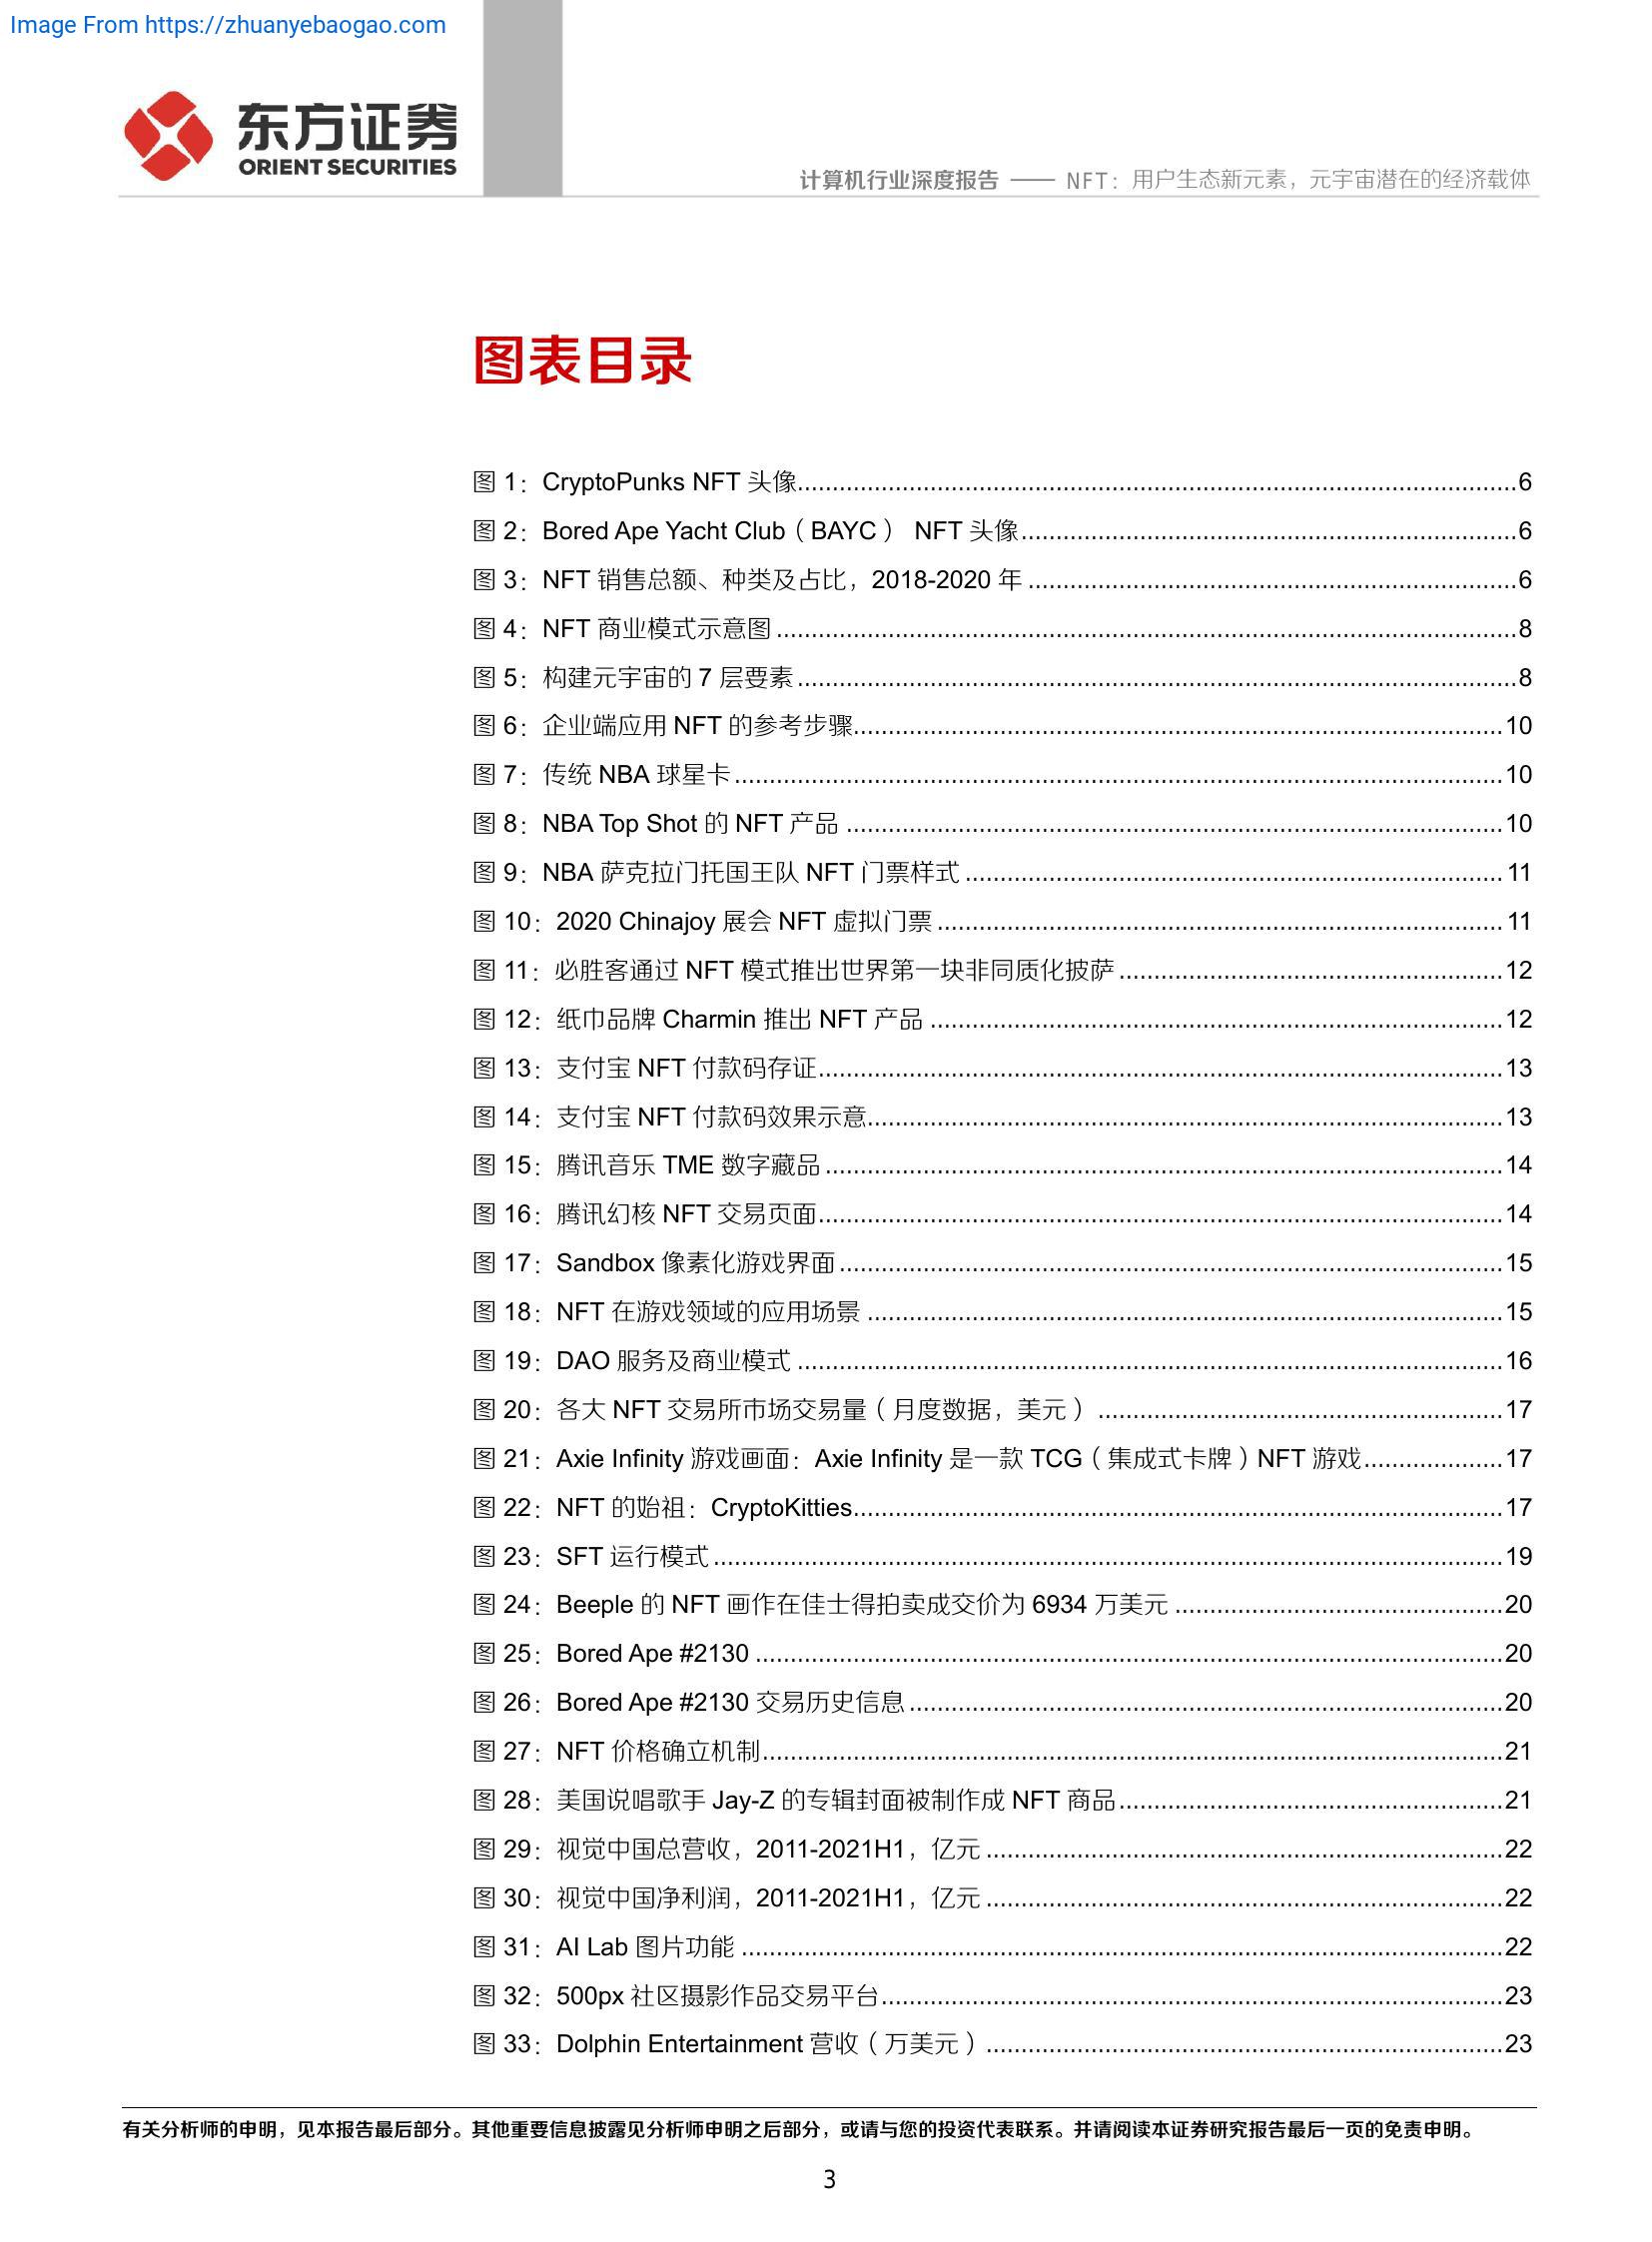 Image From https://zhuanyebaogao.com
东方证券
ORIENT SECURITIES
计算机行业深度报告 —— NFT：用户生态新元素，元宇宙潜在的经济载体
图表目录
图 1：CryptoPunks NFT 头像......6
图 2：Bored Ape Yacht Club（BAYC） NFT 头像......6
图 3：NFT 销售总额、种类及占比，2018-2020 年......6
图 4：NFT 商业模式示意图......8
图 5：构建元宇宙的 7 层要素......8
图 6：企业端应用 NFT 的参考步骤......10
图 7：传统 NBA 球星卡......10
图 8：NBA Top Shot 的 NFT 产品......10
图 9：NBA 萨克拉门托国王队 NFT 门票样式......11
图 10：2020 Chinajoy 展会 NFT 虚拟门票......11
图 11：必胜客通过 NFT 模式推出世界第一块非同质化披萨......12
图 12：纸巾品牌 Charmin 推出 NFT 产品......12
图 13：支付宝 NFT 付款码存证......13
图 14：支付宝 NFT 付款码效果示意......13
图 15：腾讯音乐 TME 数字藏品......14
图 16：腾讯幻核 NFT 交易页面......14
图 17：Sandbox 像素化游戏界面......15
图 18：NFT 在游戏领域的应用场景......15
图 19：DAO 服务及商业模式......16
图 20：各大 NFT 交易所市场交易量（月度数据，美元）......17
图 21：Axie Infinity 游戏画面：Axie Infinity 是一款 TCG（集成式卡牌）NFT 游戏......17
图 22：NFT 的始祖：CryptoKitties......17
图 23：SFT 运行模式......19
图 24：Beeple 的 NFT 画作在佳士得拍卖成交价为 6934 万美元......20
图 25：Bored Ape #2130......20
图 26：Bored Ape #2130 交易历史信息......20
图 27：NFT 价格确立机制......21
图 28：美国说唱歌手 Jay-Z 的专辑封面被制作成 NFT 商品......21
图 29：视觉中国总营收，2011-2021H1，亿元......22
图 30：视觉中国净利润，2011-2021H1，亿元......22
图 31：AI Lab 图片功能......22
图 32：500px 社区摄影作品交易平台......23
图 33：Dolphin Entertainment 营收（万美元）......23
有关分析师的申明，见本报告最后部分。其他重要信息披露见分析师申明之后部分，或请与您的投资代表联系。并请阅读本证券研究报告最后一页的免责申明。
3